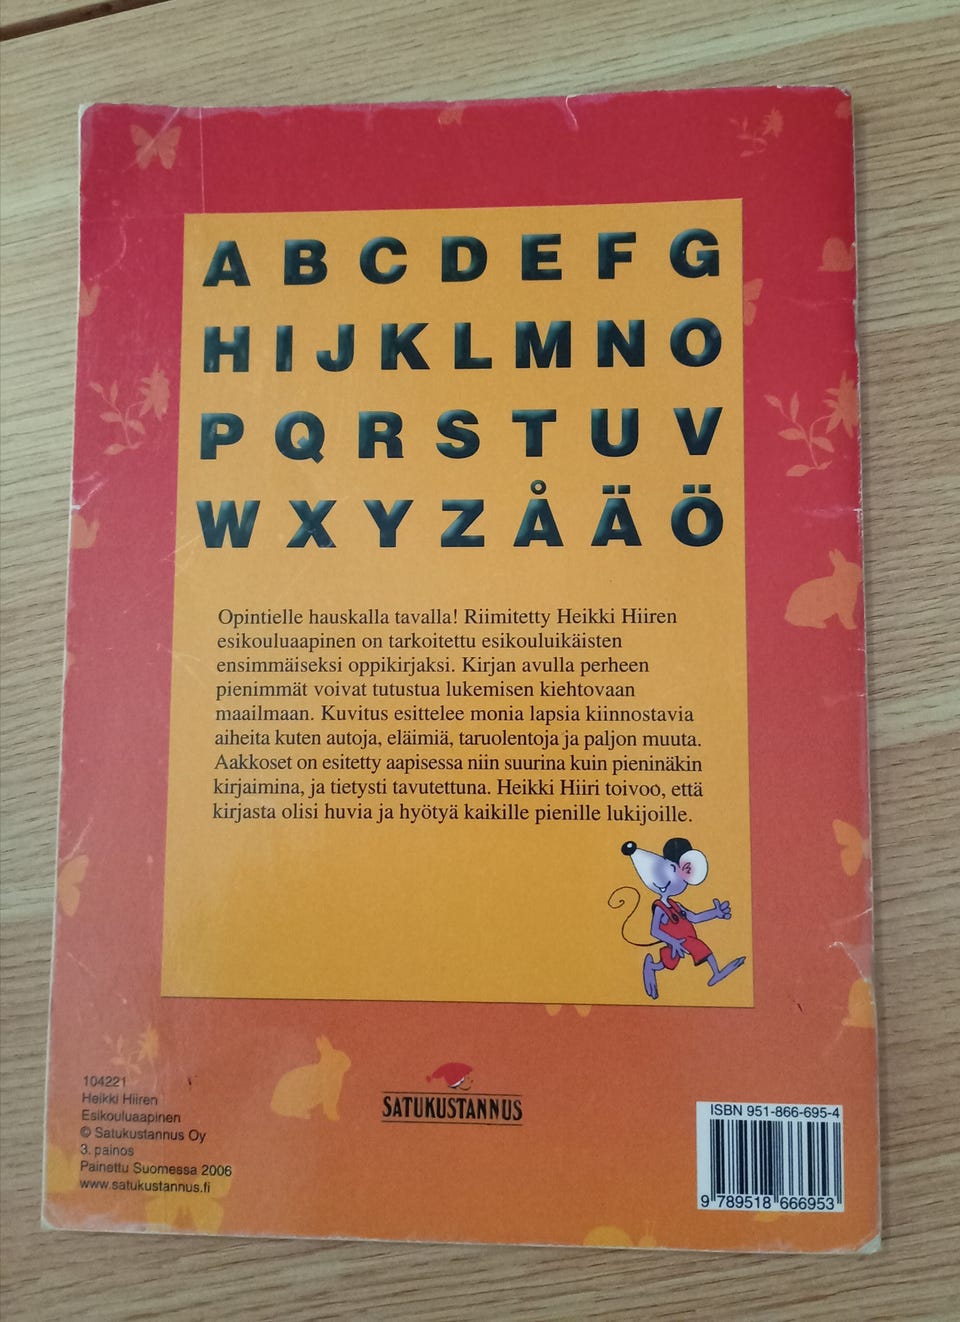 A B C D E F G
H I J K L M N O
P Q R S T U V
W X Y Z Å Ä Ö
Opintielle hauskalla tavalla! Riimitetty Heikki Hiiren
esikouluaapinen on tarkoitettu esikouluikäisten
ensimmäiseksi oppikirjaksi. Kirjan avulla perheen
pienimmät voivat tutustua lukemisen kiehtovaan
maailmaan. Kuvitus esittelee monia lapsia kiinnostavia
aiheita kuten autoja, eläimiä, taruolentoja ja paljon muuta.
Aakkoset on esitetty aapisessa niin suurina kuin pieninäkin
kirjaimina, ja tietysti tavutettuna. Heikki Hiiri toivoo, että
kirjasta olisi huvia ja hyötyä kaikille pienille lukijoille.
104221
Heikki Hiiren
Esikouluaapinen
© Satukustannus Oy
3. painos
Painettu Suomessa 2006
www.satukustannus.fi
SATUKUSTANNUS
ISBN 951-866-695-4
9 789518 666953